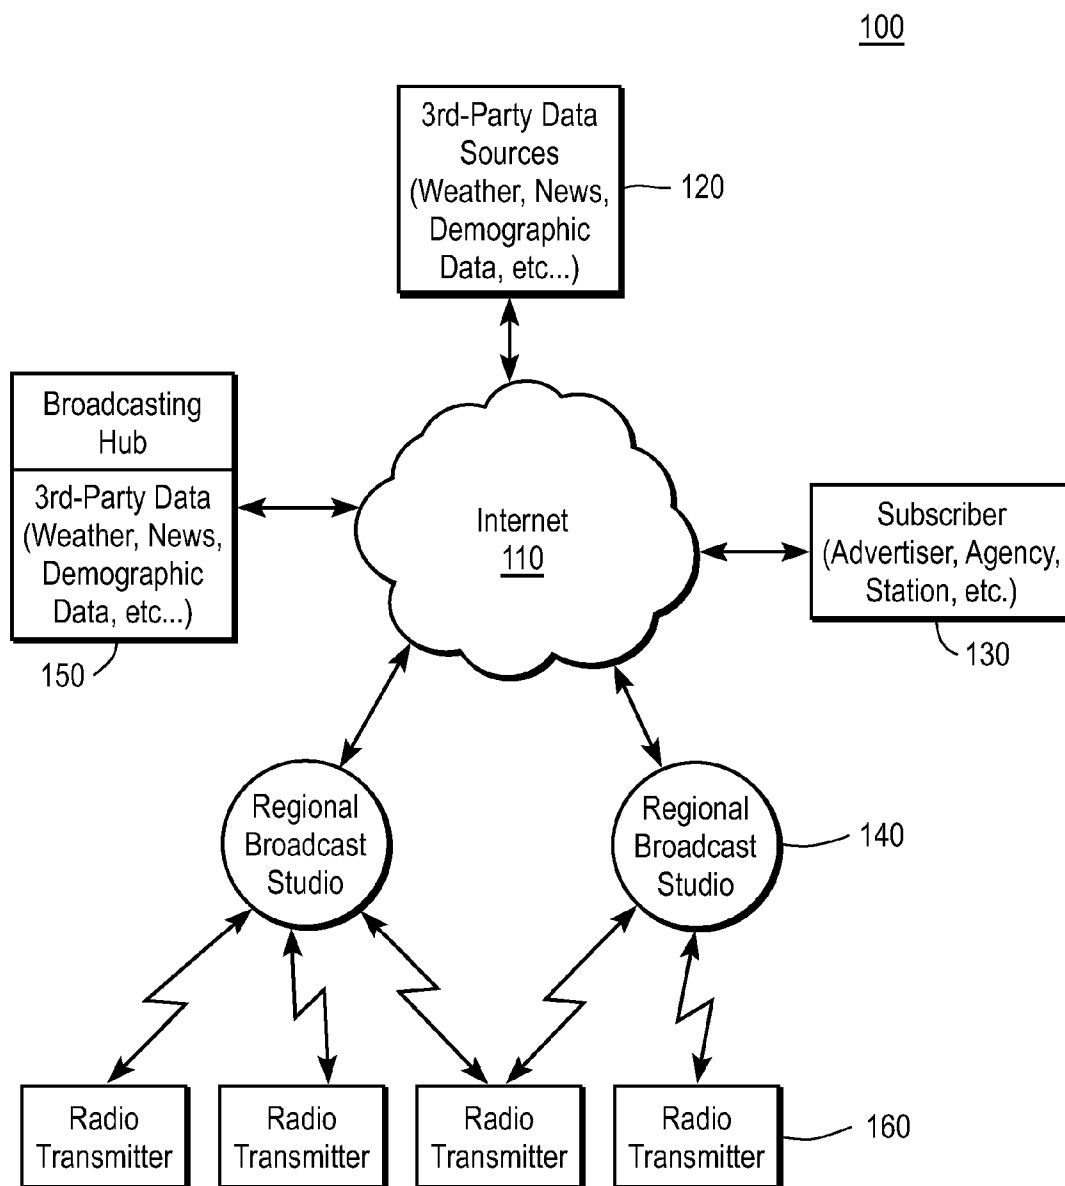 100
3rd-Party Data
Sources
(Weather, News,
Demographic
Data, etc...)
120
Broadcasting
Hub
3rd-Party Data
(Weather, News,
Demographic
Data, etc...)
150
Internet
110
Subscriber
(Advertiser, Agency,
Station, etc.)
130
Regional
Broadcast
Studio
Regional
Broadcast
Studio
140
Radio
Transmitter
Radio
Transmitter
Radio
Transmitter
Radio
Transmitter
160